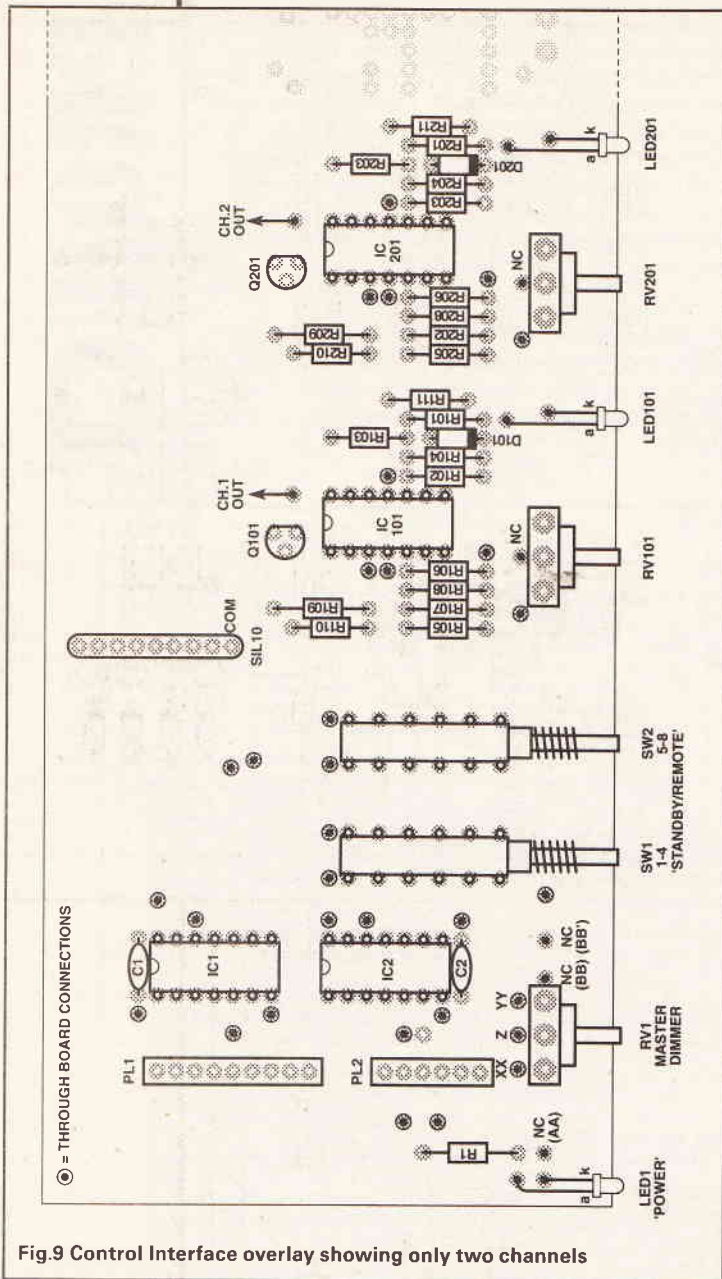 = THROUGH BOARD CONNECTIONS
LED1
'POWER'
a
k
NC
(AA)
R1
PL1
PL2
XX
Z
YY
RV1
MASTER
DIMMER
NC
(BB)
NC
(BB')
C1
IC1
IC2
C2
SW1
1-4
SW2
5-8
'STANDBY/REMOTE'
COM
SIL10
R110
R109
R105
R107
R108
R106
Q101
CH.1
OUT
IC
101
NC
RV101
R103
R102
R104
D101
R101
R111
a
k
LED101
R210
R209
R205
R202
R208
R206
Q201
CH.2
OUT
IC
201
NC
RV201
R203
R203
R204
D201
R201
R211
a
k
LED201
Fig.9 Control Interface overlay showing only two channels